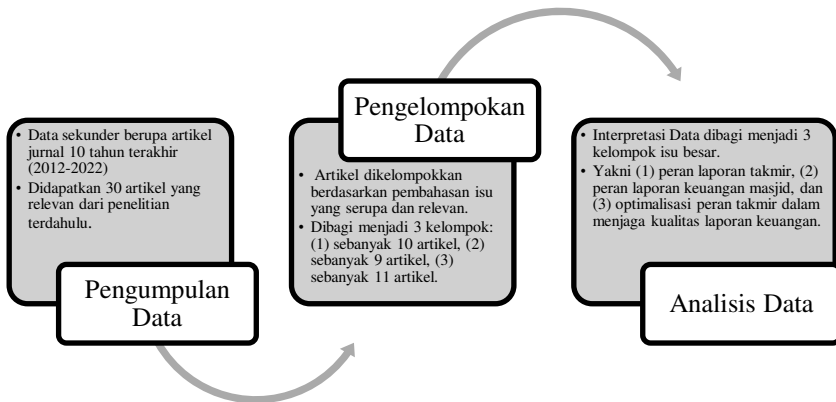 • Data sekunder berupa artikel
jurnal 10 tahun terakhir
(2012-2022)
• Didapatkan 30 artikel yang
relevan dari penelitian
terdahulu.
Pengumpulan
Data
Pengelompokan
Data
• Artikel dikelompokkan
berdasarkan pembahasan isu
yang serupa dan relevan.
• Dibagi menjadi 3 kelompok:
(1) sebanyak 10 artikel, (2)
sebanyak 9 artikel, (3)
sebanyak 11 artikel.
• Interpretasi Data dibagi menjadi 3
kelompok isu besar.
• Yakni (1) peran laporan takmir, (2)
peran laporan keuangan masjid, dan
(3) optimalisasi peran takmir dalam
menjaga kualitas laporan keuangan.
Analisis Data